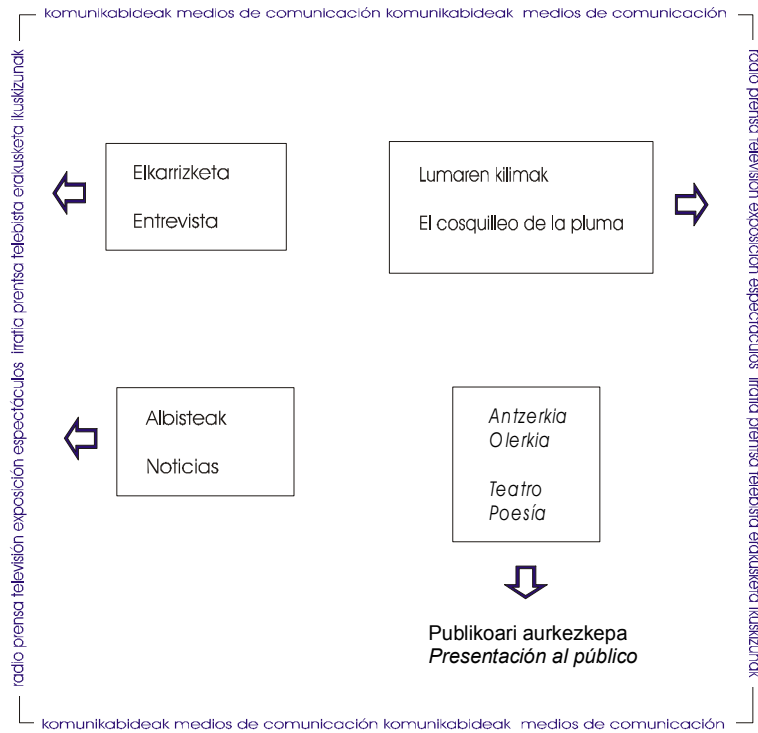 komunikabideak medios de comunicación komunikabideak medios de comunicación
radio prensa televisión exposición espectáculos irratia prentsa telebista erakusketa ikuskizunak
Elkarrizketa
Entrevista
Lumaren kilimak
El cosquilleo de la pluma
Albisteak
Noticias
Antzerkia
Olerkia
Teatro
Poesía
Publikoari aurkezkepa
Presentación al público
radio prensa televisión exposición espectáculos irratia prentsa telebista erakusketa ikuskizunak
komunikabideak medios de comunicación komunikabideak medios de comunicación